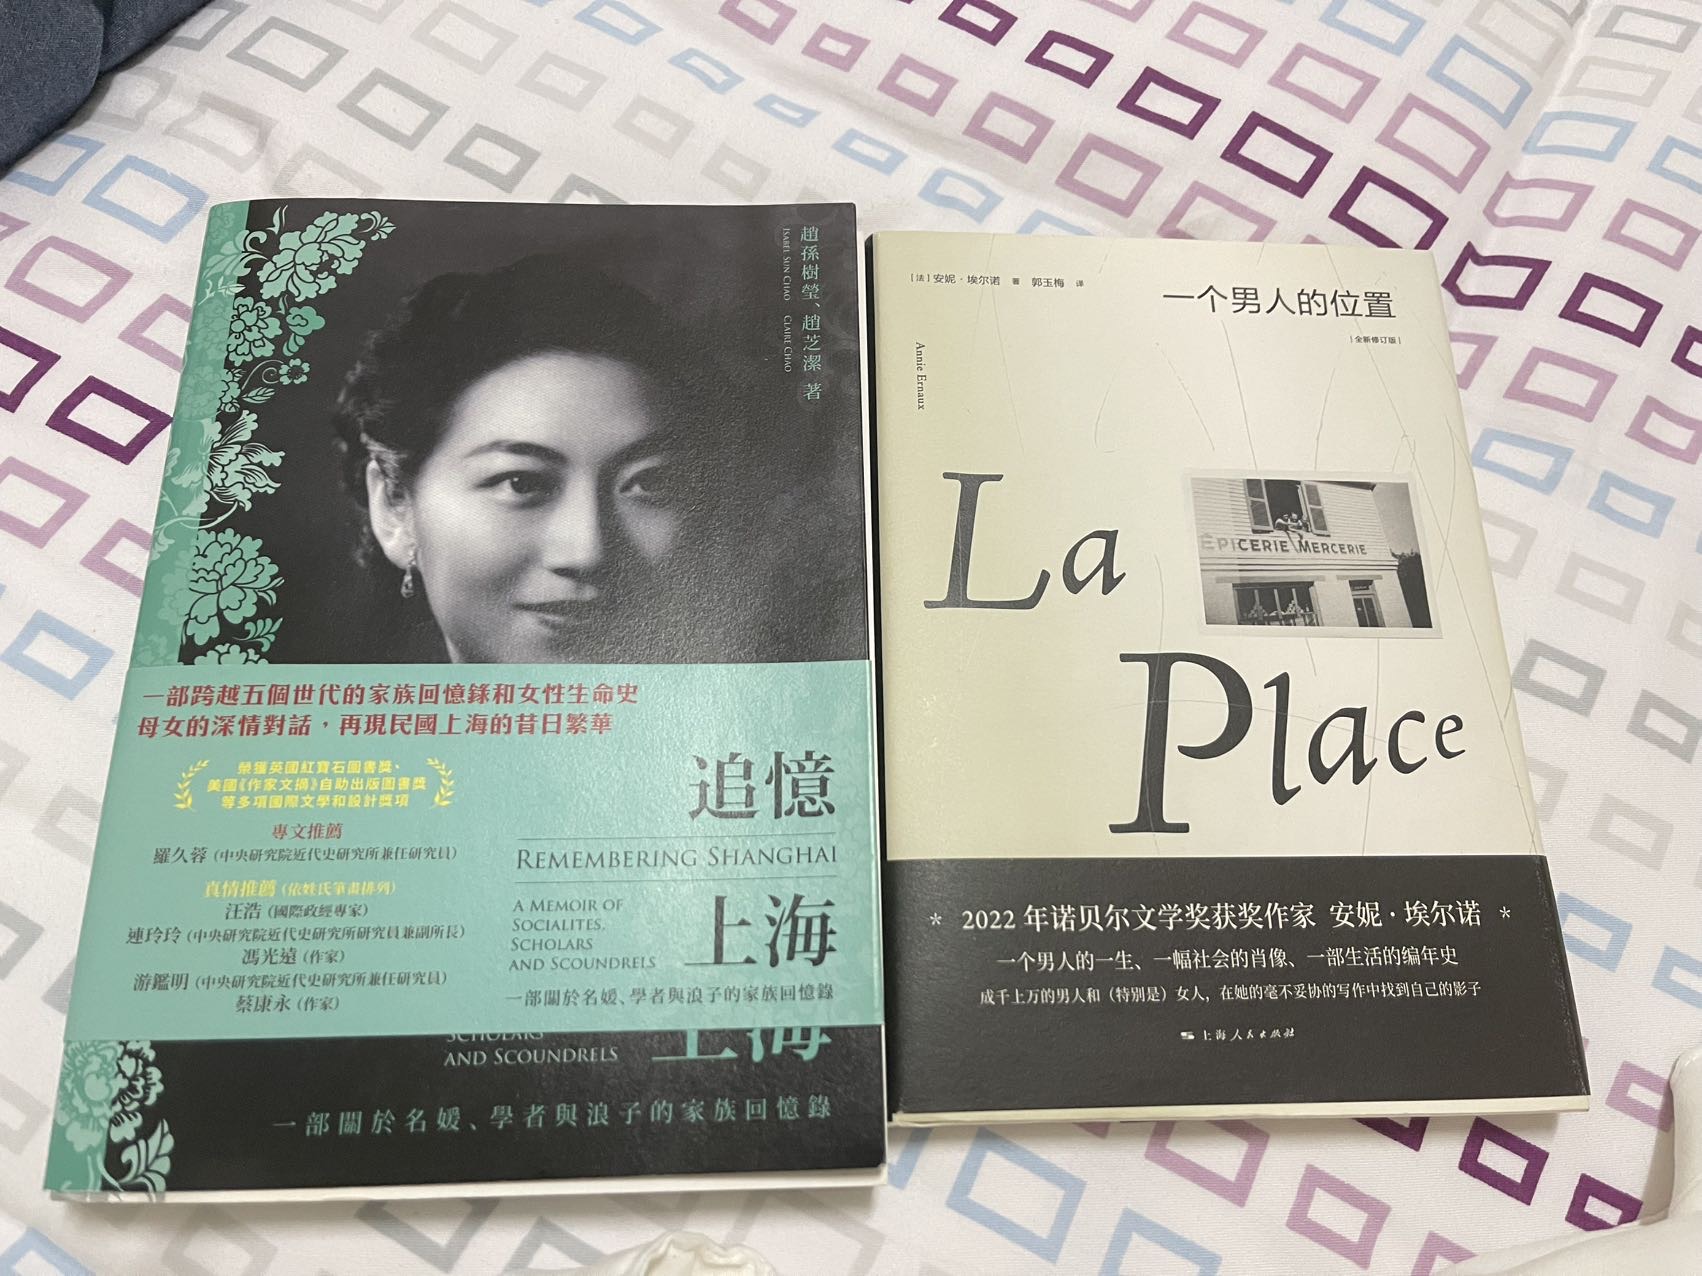 趙孫樹瑩、趙芝潔 著
ISABEL SUN CHAO CLAIRE CHAO
一部跨越五個世代的家族回憶錄和女性生命史
母女的深情對話，再現民國上海的昔日繁華
榮獲英國紅寶石圖書獎、
美國《作家文摘》自助出版圖書獎
等多項國際文學和設計獎項
專文推薦
羅久蓉（中央研究院近代史研究所兼任研究員）
真情推薦（依姓氏筆畫排列）
汪浩（國際政經專家）
連玲玲（中央研究院近代史研究所研究員兼副所長）
馮光遠（作家）
游鑑明（中央研究院近代史研究所兼任研究員）
蔡康永（作家）
追憶
REMEMBERING SHANGHAI
上海
A MEMOIR OF
SOCIALITES,
SCHOLARS
AND SCOUNDRELS
一部關於名媛、學者與浪子的家族回憶錄
SCHOLARS
AND SCOUNDRELS
上海
一部關於名媛、學者與浪子的家族回憶錄
［法］安妮·埃尔诺 著 郭玉梅 译
一个男人的位置
|全新修订版|
Annie Ernaux
La
ÉPICERIE MERCERIE
Place
* 2022 年诺贝尔文学奖获奖作家 安妮·埃尔诺 *
一个男人的一生、一幅社会的肖像、一部生活的编年史
成千上万的男人和（特别是）女人，在她的毫不妥协的写作中找到自己的影子
上海人民出版社